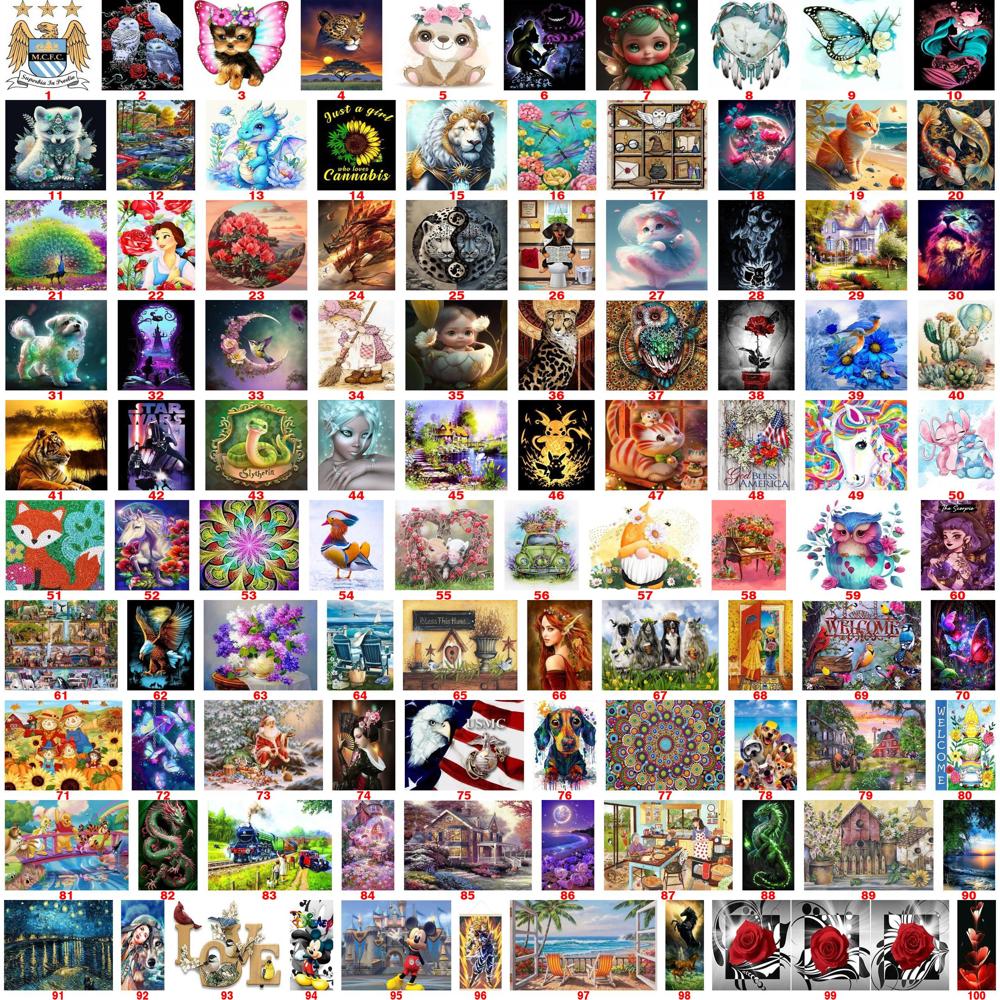 M.C.F.C.
Superbia In Proelia
1 2 3 4 5 6 7 8 9 10
Just a girl
who loves
Cannabis
11 12 13 14 15 16 17 18 19 20
21 22 23 24 25 26 27 28 29 30
31 32 33 34 35 36 37 38 39 40
STAR
WARS
Slytherin
God BLESS
AMERICA
41 42 43 44 45 46 47 48 49 50
The Scorpio
51 52 53 54 55 56 57 58 59 60
Bless This Home...
WELCOME
61 62 63 64 65 66 67 68 69 70
USMC
WELCOME
71 72 73 74 75 76 77 78 79 80
81 82 83 84 85 86 87 88 89 90
LOVE
91 92 93 94 95 96 97 98 99 100